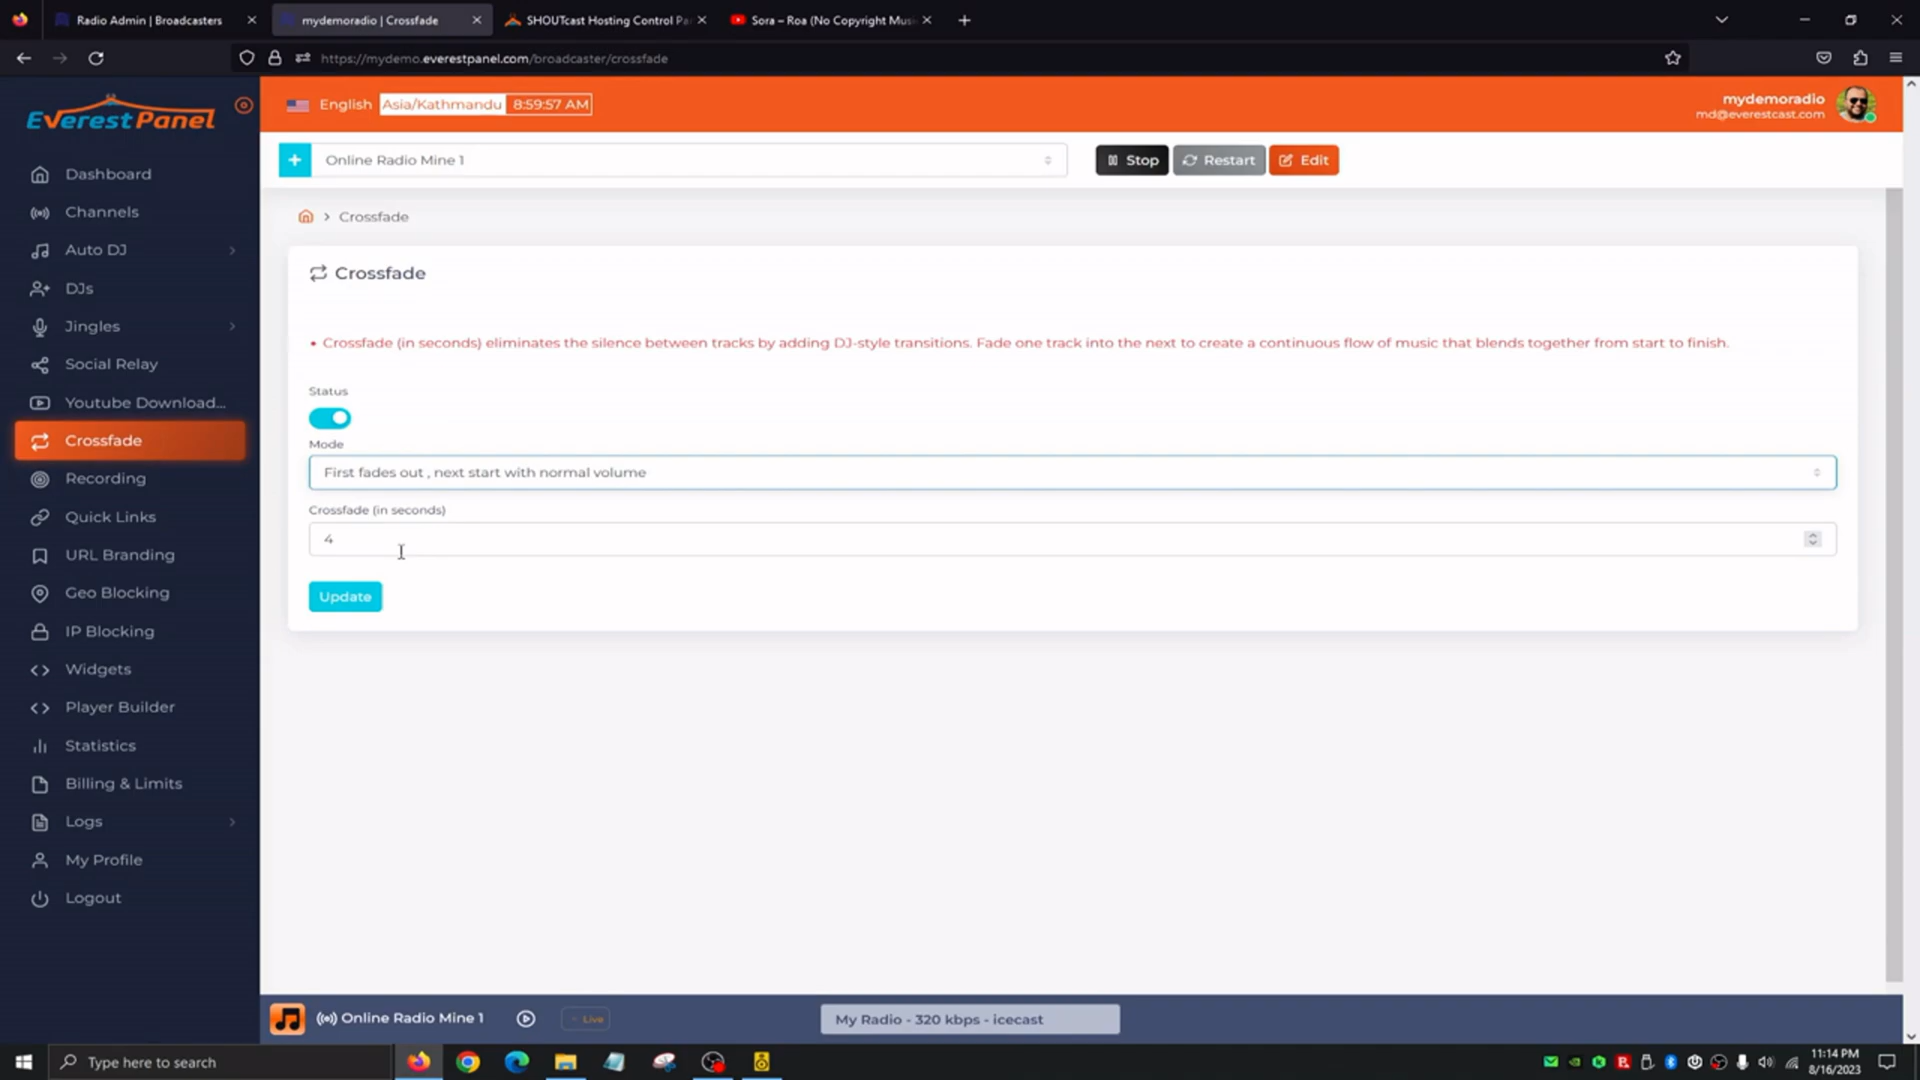 Radio Admin | Broadcasters
mydemoradio | Crossfade
SHOUTcast Hosting Control Pa
Sora – Roa (No Copyright Mus
https://mydemo.everestpanel.com/broadcaster/crossfade
EverestPanel
English Asia/Kathmandu 8:59:57 AM
mydemoradio
md@everestcast.com
+ Online Radio Mine 1
Stop
Restart
Edit
Dashboard
Channels
Auto DJ
DJs
Jingles
Social Relay
Youtube Download...
Crossfade
Recording
Quick Links
URL Branding
Geo Blocking
IP Blocking
Widgets
Player Builder
Statistics
Billing & Limits
Logs
My Profile
Logout
> Crossfade
Crossfade
• Crossfade (in seconds) eliminates the silence between tracks by adding DJ-style transitions. Fade one track into the next to create a continuous flow of music that blends together from start to finish.
Status
Mode
First fades out , next start with normal volume
Crossfade (in seconds)
4
Update
Online Radio Mine 1
Live
My Radio - 320 kbps - icecast
Type here to search
11:14 PM
8/16/2023